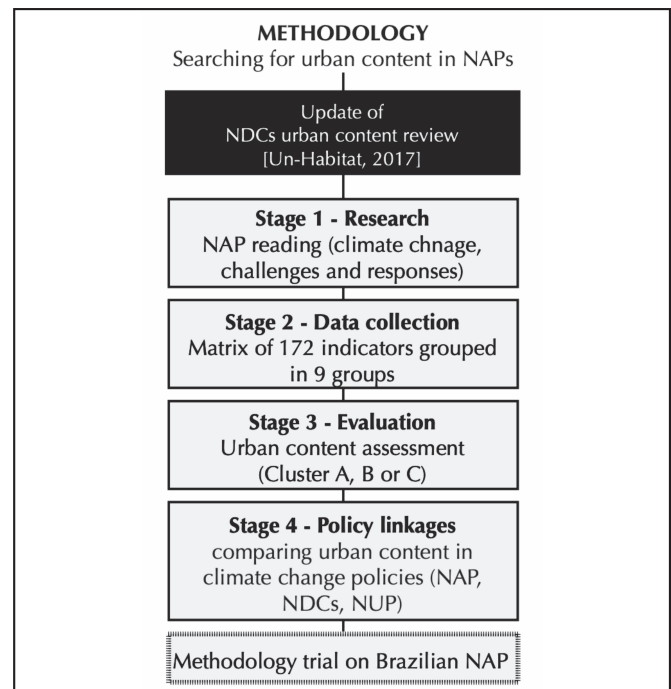 METHODOLOGY
Searching for urban content in NAPs
Update of
NDCs urban content review
[Un-Habitat, 2017]
Stage 1 - Research
NAP reading (climate chnage,
challenges and responses)
Stage 2 - Data collection
Matrix of 172 indicators grouped
in 9 groups
Stage 3 - Evaluation
Urban content assessment
(Cluster A, B or C)
Stage 4 - Policy linkages
comparing urban content in
climate change policies (NAP,
NDCs, NUP)
Methodology trial on Brazilian NAP